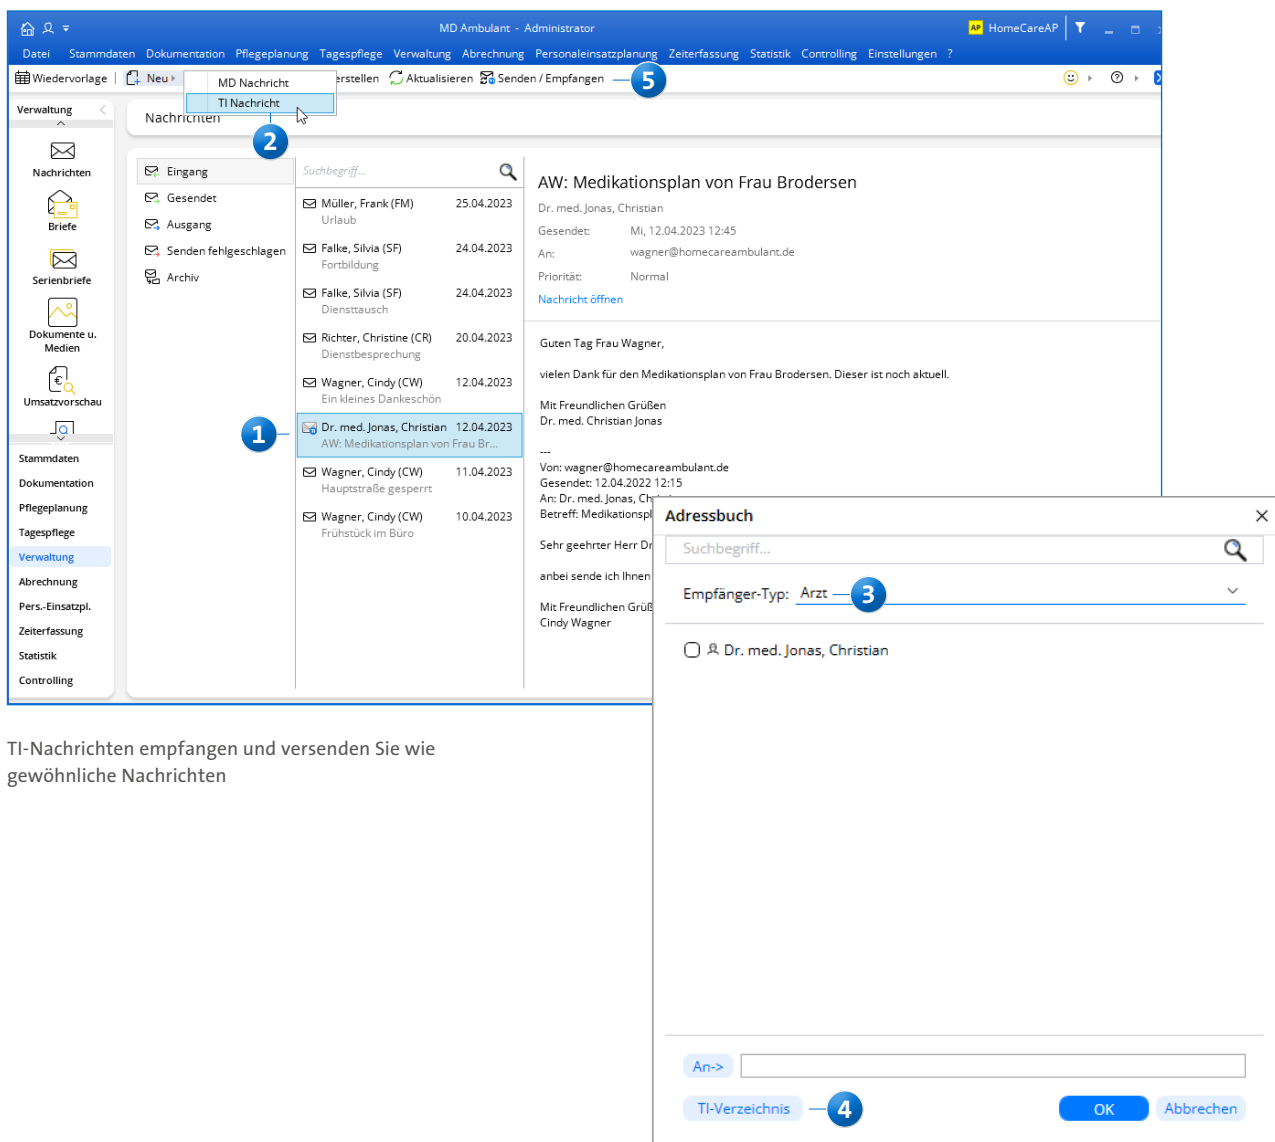 MD Ambulant - Administrator
AP HomeCareAP
Datei Stammdaten Dokumentation Pflegeplanung Tagespflege Verwaltung Abrechnung Personaleinsatzplanung Zeiterfassung Statistik Controlling Einstellungen ?
Wiedervorlage Neu erstellen Aktualisieren Senden / Empfangen 5
MD Nachricht
TI Nachricht
2
Verwaltung
Nachrichten
Nachrichten
Briefe
Serienbriefe
Dokumente u.
Medien
Umsatzvorschau
Stammdaten
Dokumentation
Pflegeplanung
Tagespflege
Verwaltung
Abrechnung
Pers.-Einsatzpl.
Zeiterfassung
Statistik
Controlling
Eingang
Gesendet
Ausgang
Senden fehlgeschlagen
Archiv
Suchbegriff...
Müller, Frank (FM) 25.04.2023
Urlaub
Falke, Silvia (SF) 24.04.2023
Fortbildung
Falke, Silvia (SF) 24.04.2023
Diensttausch
Richter, Christine (CR) 20.04.2023
Dienstbesprechung
Wagner, Cindy (CW) 12.04.2023
Ein kleines Dankeschön
1
Dr. med. Jonas, Christian 12.04.2023
AW: Medikationsplan von Frau Br...
Wagner, Cindy (CW) 11.04.2023
Hauptstraße gesperrt
Wagner, Cindy (CW) 10.04.2023
Frühstück im Büro
AW: Medikationsplan von Frau Brodersen
Dr. med. Jonas, Christian
Gesendet: Mi, 12.04.2023 12:45
An: wagner@homecareambulant.de
Priorität: Normal
Nachricht öffnen
Guten Tag Frau Wagner,
vielen Dank für den Medikationsplan von Frau Brodersen. Dieser ist noch aktuell.
Mit Freundlichen Grüßen
Dr. med. Christian Jonas
---
Von: wagner@homecareambulant.de
Gesendet: 12.04.2022 12:15
An: Dr. med. Jonas,
Betreff: Medikationspl
Sehr geehrter Herr Dr
anbei sende ich Ihnen
Mit Freundlichen Grüß
Cindy Wagner
Adressbuch
Suchbegriff...
Empfänger-Typ: Arzt 3
Dr. med. Jonas, Christian
An->
TI-Verzeichnis 4 OK Abbrechen
TI-Nachrichten empfangen und versenden Sie wie
gewöhnliche Nachrichten